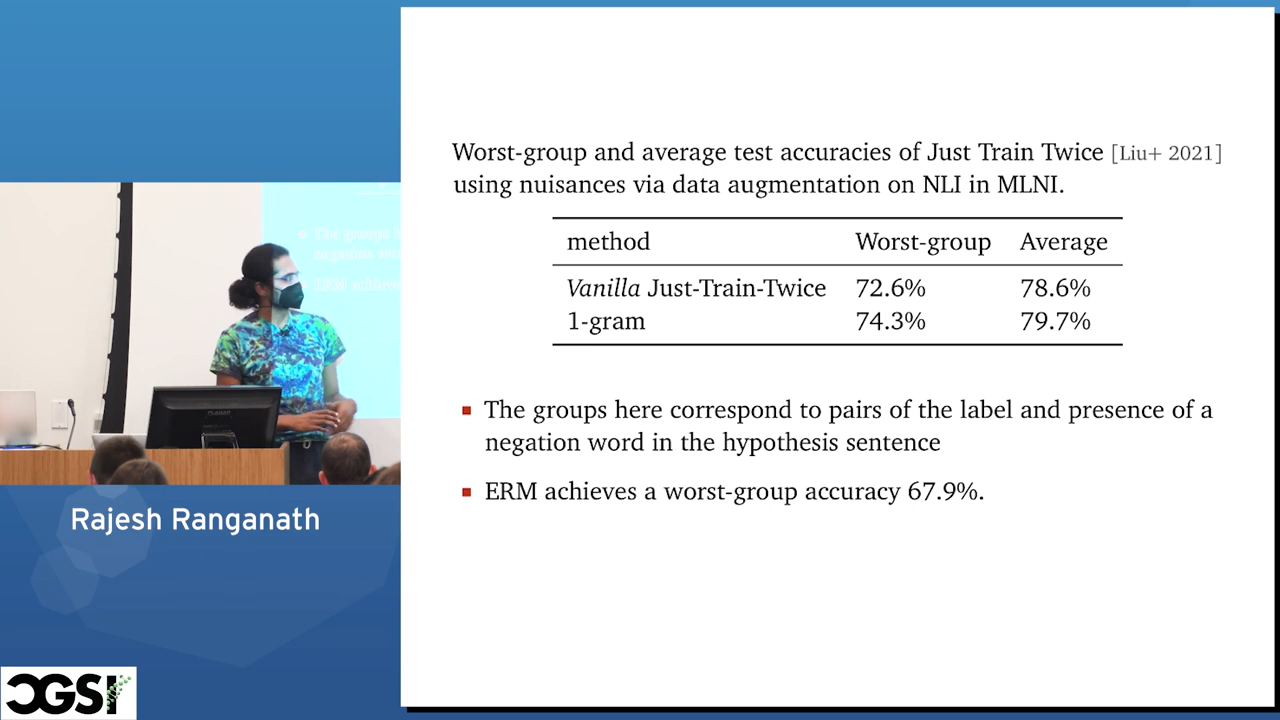 Worst-group and average test accuracies of Just Train Twice [Liu+ 2021]
using nuisances via data augmentation on NLI in MLNI.
method Worst-group Average
Vanilla Just-Train-Twice 72.6% 78.6%
1-gram 74.3% 79.7%
▪ The groups here correspond to pairs of the label and presence of a
negation word in the hypothesis sentence
▪ ERM achieves a worst-group accuracy 67.9%.
Rajesh Ranganath
CGSI